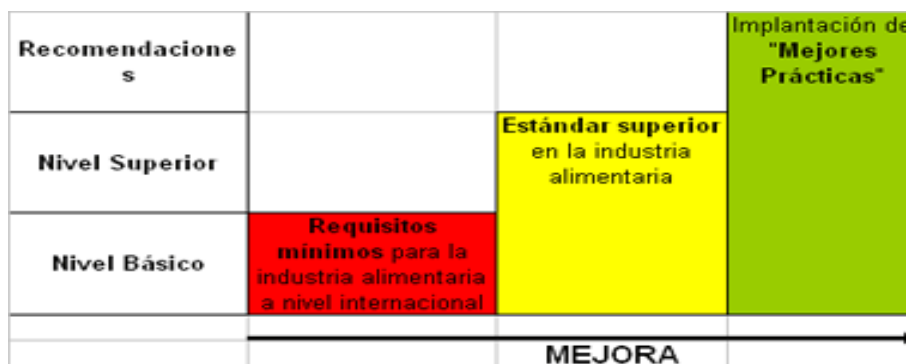 Recomendacione
s
Implantación de
"Mejores
Prácticas"
Nivel Superior
Estándar superior
en la industria
alimentaria
Nivel Básico
Requisitos
mínimos para la
industria alimentaria
a nivel internacional
MEJORA